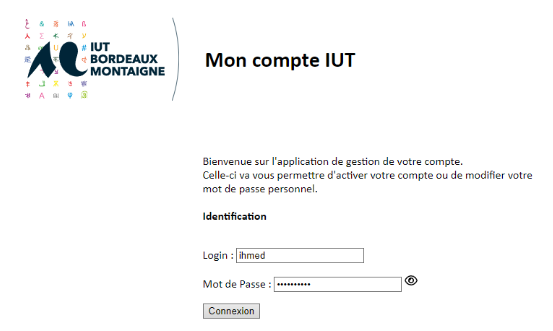 IUT
BORDEAUX
MONTAIGNE
Mon compte IUT
Bienvenue sur l'application de gestion de votre compte.
Celle-ci va vous permettre d'activer votre compte ou de modifier votre
mot de passe personnel.
Identification
Login : ihmed
Mot de Passe : ••••••••••
Connexion